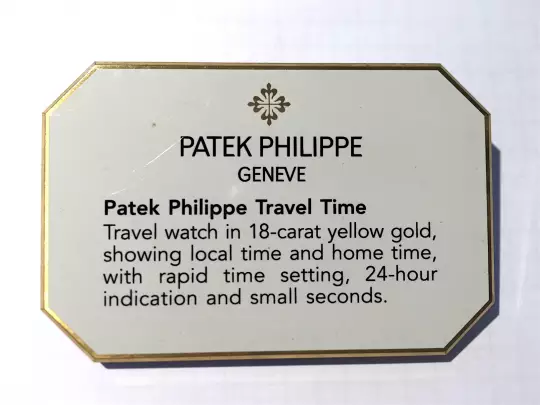 PATEK PHILIPPE
GENEVE
Patek Philippe Travel Time
Travel watch in 18-carat yellow gold,
showing local time and home time,
with rapid time setting, 24-hour
indication and small seconds.